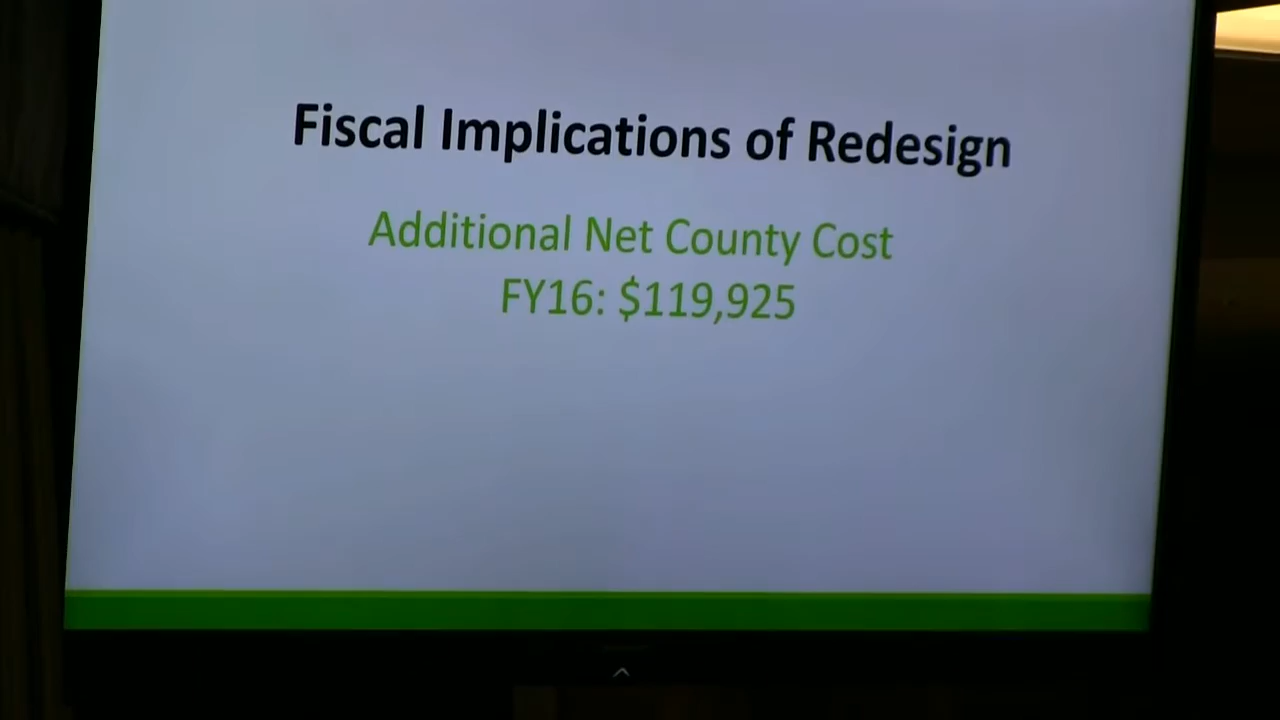 Fiscal Implications of Redesign
Additional Net County Cost
FY16: $119,925